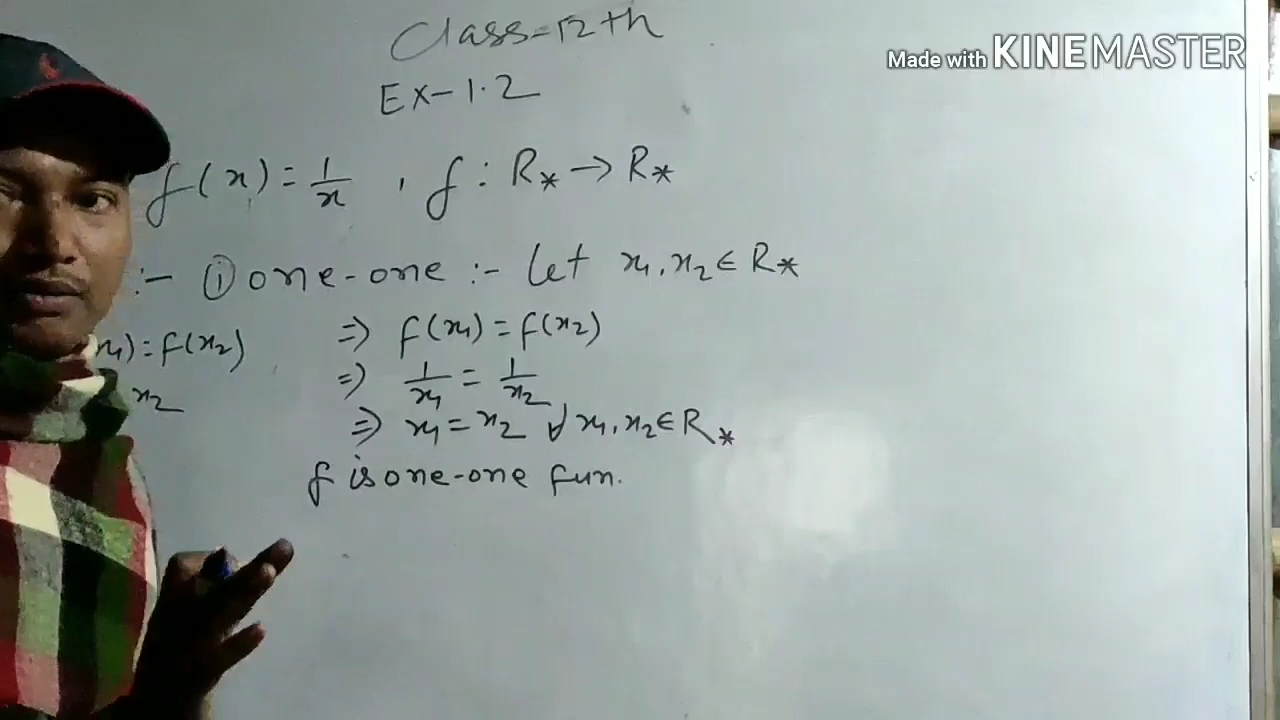 Class=12th
Made with KINEMASTER
Ex-1.2
f(x)=1/x , f: R* → R*
:- ① one-one :- Let x1, x2 ∈ R*
x1)=f(x2) ⇒ f(x1)=f(x2)
⇒ 1/x1 = 1/x2
x2
⇒ x1=x2 ∀ x1, x2 ∈ R*
f is one-one fun.